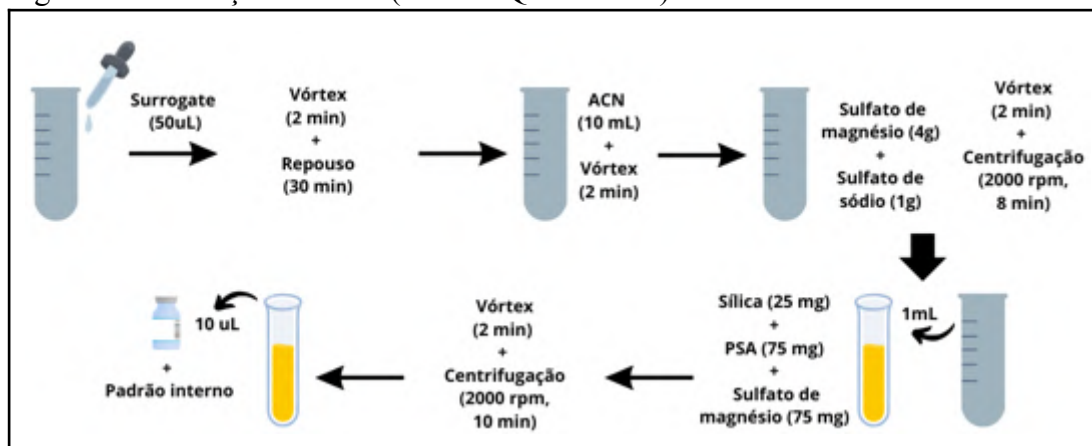 Surrogate
(50uL)
Vórtex
(2 min)
+
Repouso
(30 min)
ACN
(10 mL)
+
Vórtex
(2 min)
Sulfato de
magnésio (4g)
+
Sulfato de
sódio (1g)
Vórtex
(2 min)
+
Centrifugação
(2000 rpm,
8 min)
1mL
Sílica (25 mg)
+
PSA (75 mg)
+
Sulfato de
magnésio (75 mg)
Vórtex
(2 min)
+
Centrifugação
(2000 rpm,
10 min)
10 uL
+
Padrão interno